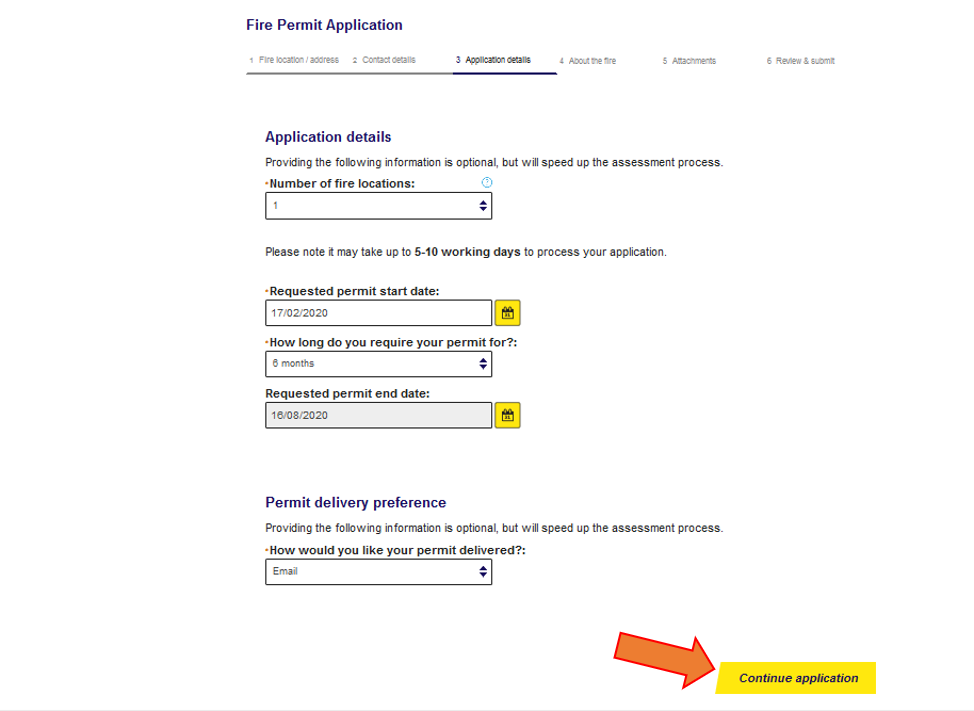 Fire Permit Application
1 Fire location / address 2 Contact details 3 Application details 4 About the fire 5 Attachments 6 Review & submit
Application details
Providing the following information is optional, but will speed up the assessment process.
*Number of fire locations: ?
1
Please note it may take up to 5-10 working days to process your application.
*Requested permit start date:
17/02/2020
*How long do you require your permit for?:
6 months
Requested permit end date:
16/08/2020
Permit delivery preference
Providing the following information is optional, but will speed up the assessment process.
*How would you like your permit delivered?:
Email
Continue application